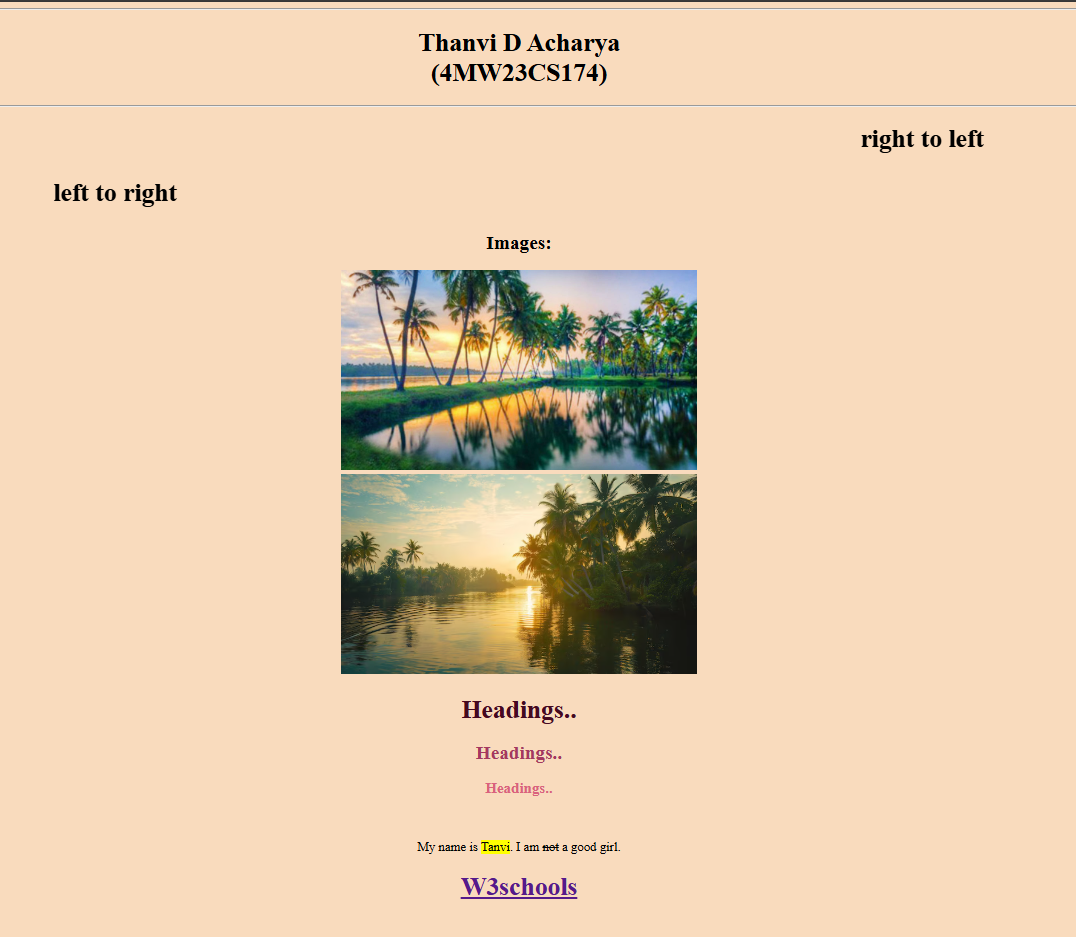 Thanvi D Acharya
(4MW23CS174)
right to left
left to right
Images:
Headings..
Headings..
Headings..
My name is Tanvi. I am not a good girl.
W3schools